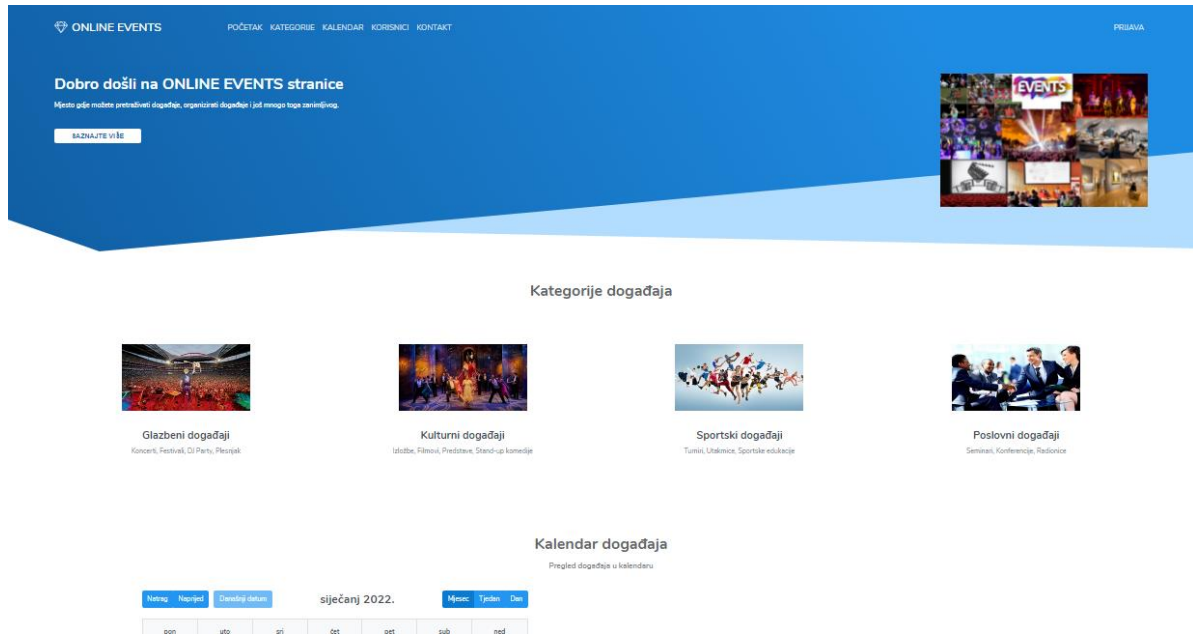 ONLINE EVENTS
POČETAK KATEGORIJE KALENDAR KORISNICI KONTAKT
PRIJAVA
Dobro došli na ONLINE EVENTS stranice
Mjesto gdje možete pretraživati događaje, organizirati događaje i još mnogo toga zanimljivog.
SAZNAJTE VIŠE
EVENTS
Kategorije događaja
Glazbeni događaji
Koncerti, Festivali, DJ Party, Plesnjak
Kulturni događaji
Izložbe, Filmovi, Predstave, Stand-up komedije
Sportski događaji
Turniri, Utakmice, Sportske edukacije
Poslovni događaji
Seminari, Konferencije, Radionice
Kalendar događaja
Pregled događaja u kalendaru
Natrag Naprijed Današnji datum siječanj 2022. Mjesec Tjedan Dan
pon uto sri čet pet sub ned